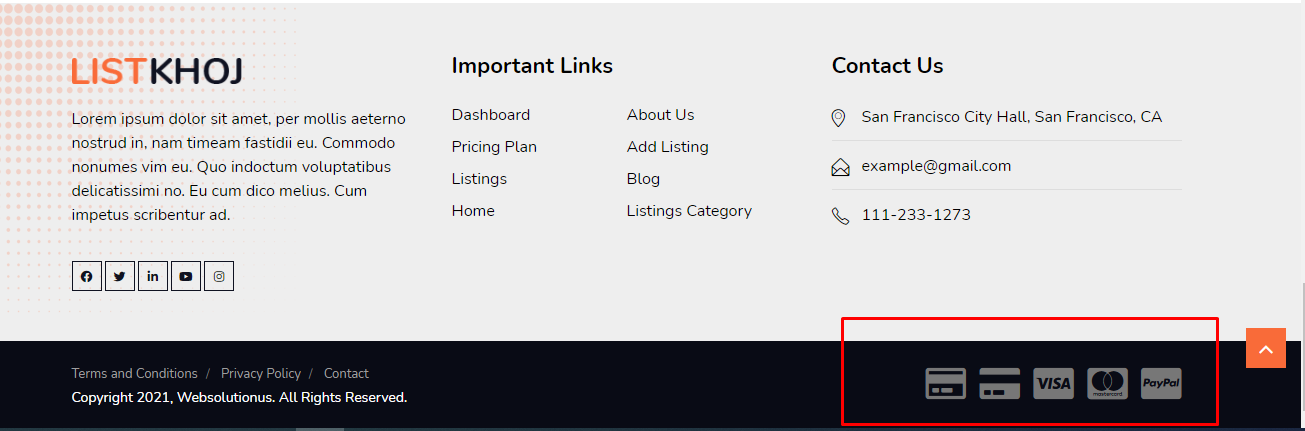 LISTKHOJ
Lorem ipsum dolor sit amet, per mollis aeterno
nostrud in, nam timeam fastidii eu. Commodo
nonumes vim eu. Quo indoctum voluptatibus
delicatissimi no. Eu cum dico melius. Cum
impetus scribentur ad.
Important Links
Dashboard
Pricing Plan
Listings
Home
About Us
Add Listing
Blog
Listings Category
Contact Us
San Francisco City Hall, San Francisco, CA
example@gmail.com
111-233-1273
Terms and Conditions / Privacy Policy / Contact
Copyright 2021, Websolutionus. All Rights Reserved.
VISA
mastercard
PayPal